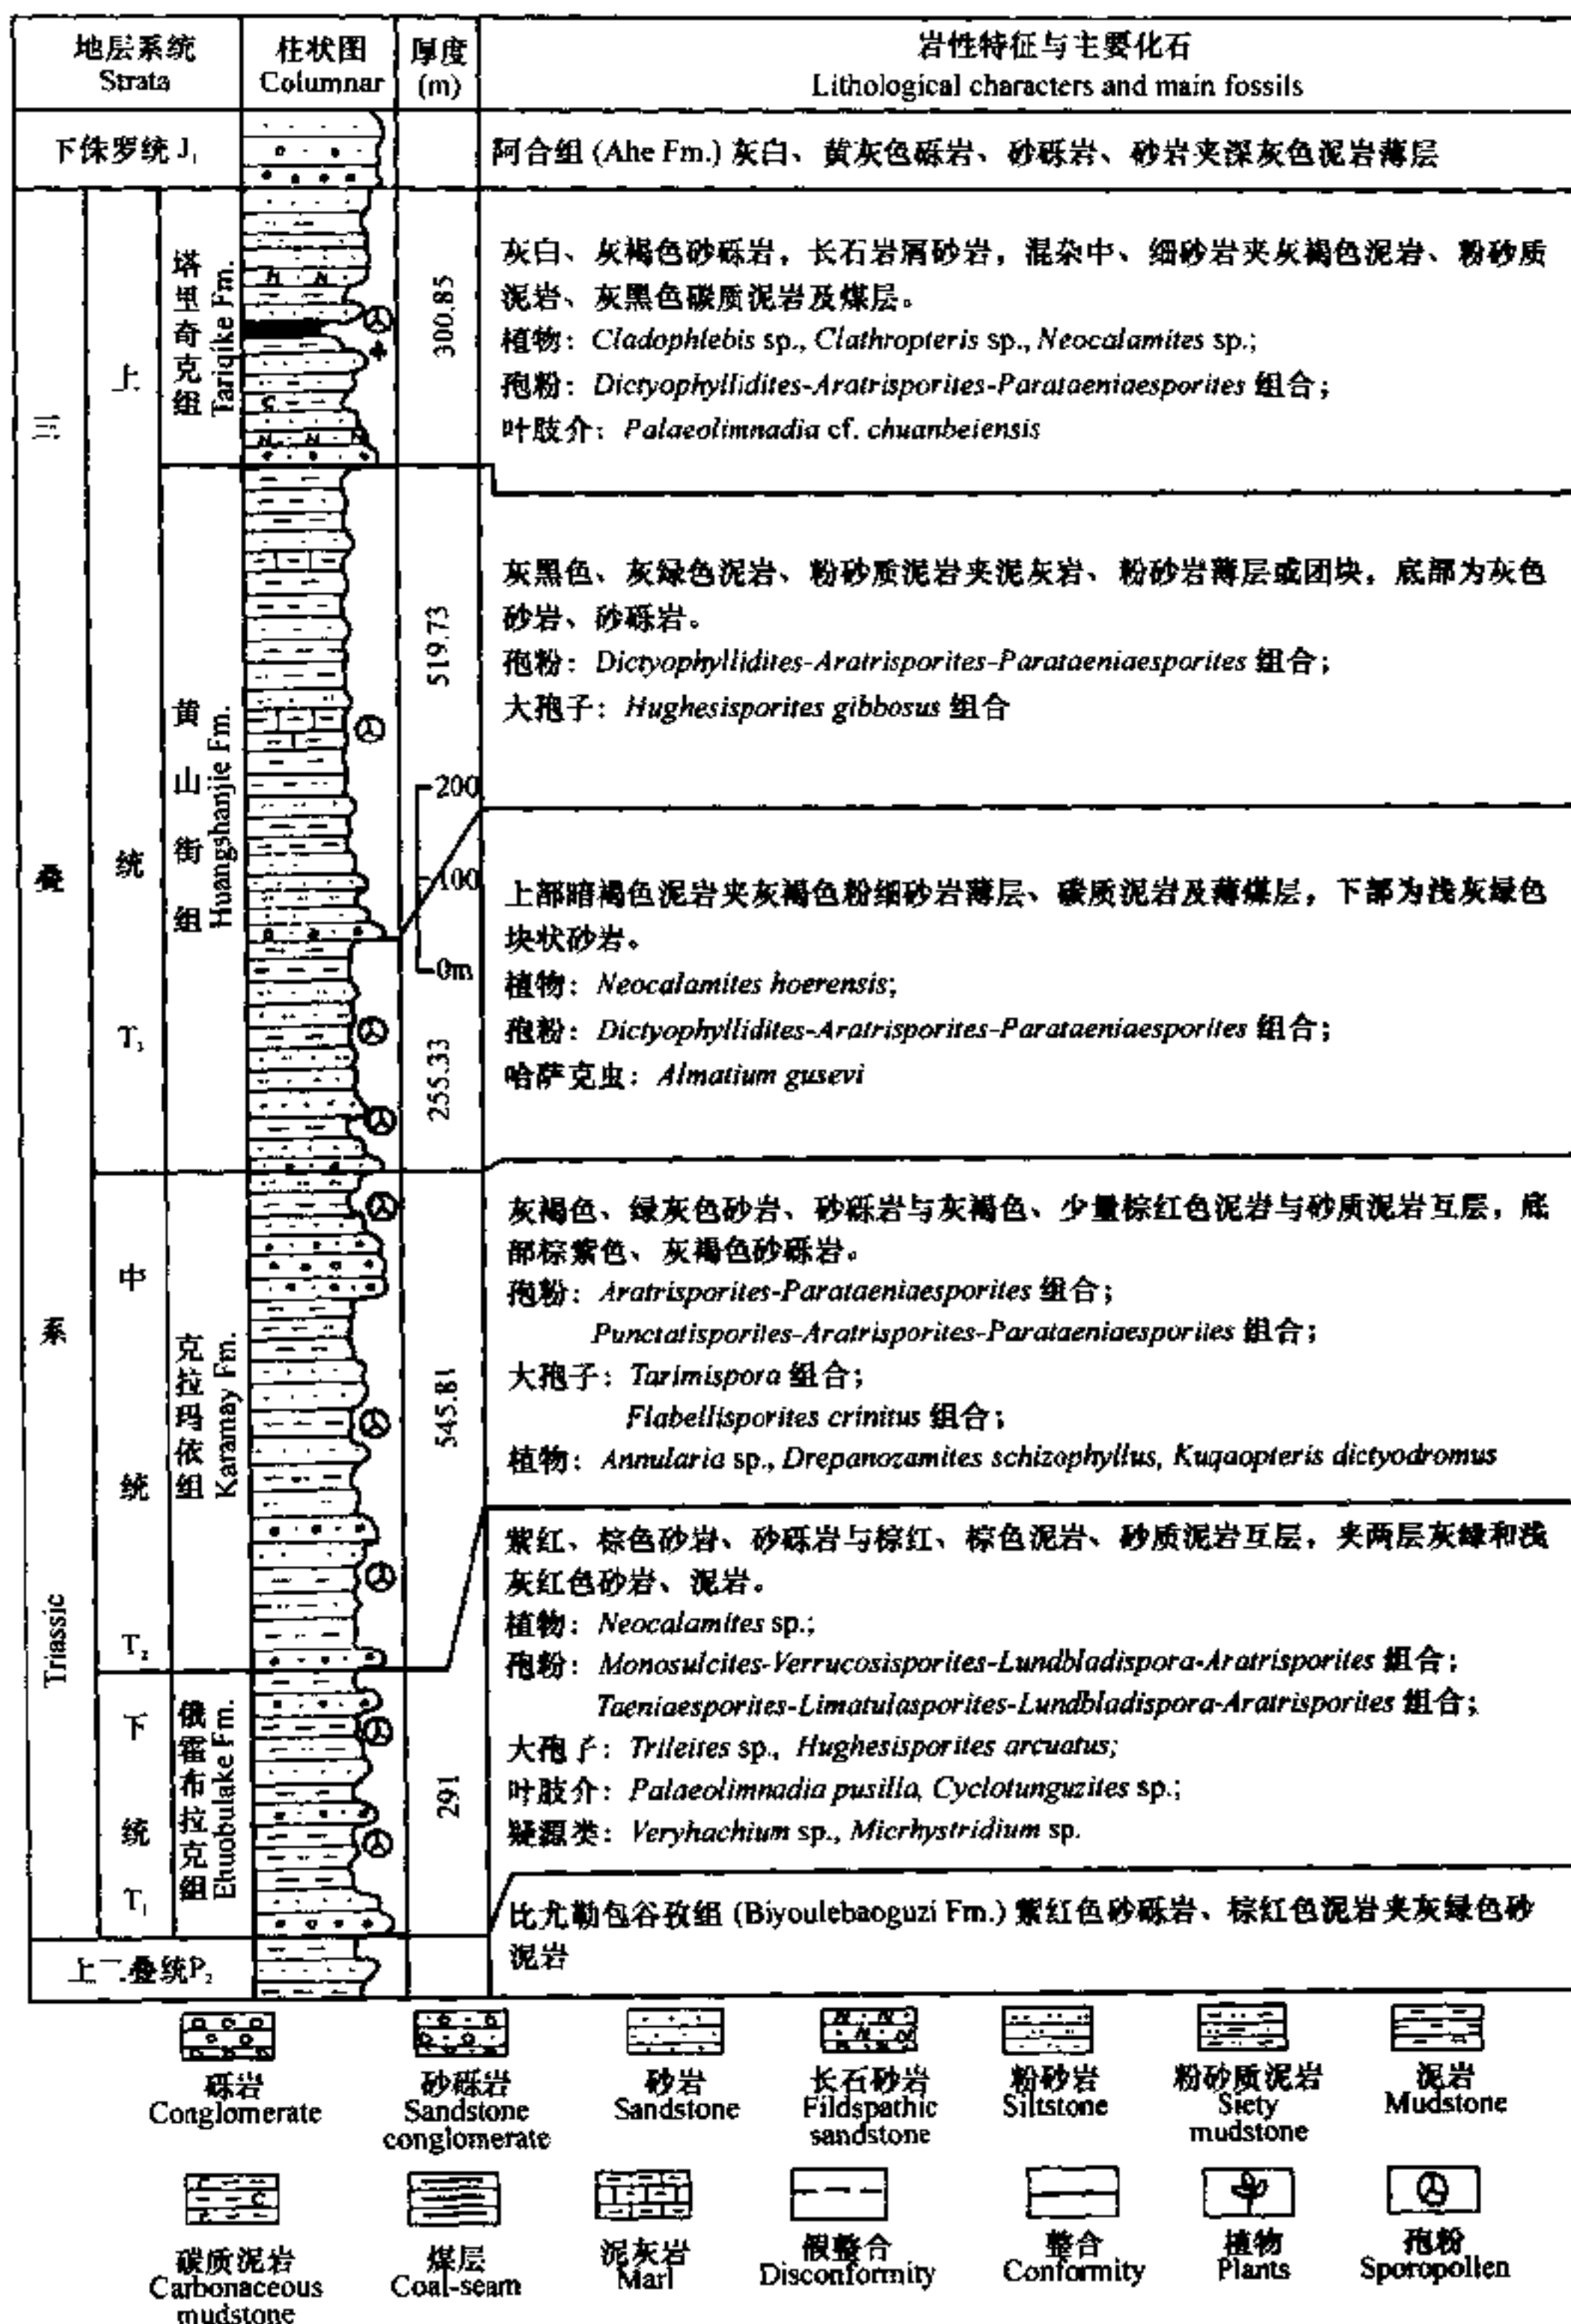 地层系统
Strata
柱状图
Columnar
厚度
(m)
岩性特征与主要化石
Lithological characters and main fossils
下侏罗统 J₁
阿合组 (Ahe Fm.) 灰白、黄灰色砾岩、砂砾岩、砂岩夹深灰色泥岩薄层
三
叠
系
Triassic
上
统
T₃
塔里奇克组
Tariqike Fm.
300.85
灰白、灰褐色砂砾岩，长石岩屑砂岩，混杂中、细砂岩夹灰褐色泥岩、粉砂质
泥岩、灰黑色碳质泥岩及煤层。
植物：Cladophlebis sp., Clathropteris sp., Neocalamites sp.;
孢粉：Dictyophyllidites-Aratrisporites-Parataeniaesporites 组合；
叶肢介：Palaeolimnadia cf. chuanbeiensis
黄山街组
Huangshanjie Fm.
519.73
灰黑色、灰绿色泥岩、粉砂质泥岩夹泥灰岩、粉砂岩薄层或团块，底部为灰色
砂岩、砂砾岩。
孢粉：Dictyophyllidites-Aratrisporites-Parataeniaesporites 组合；
大孢子：Hughesisporites gibbosus 组合
200
100
0m
255.33
上部暗褐色泥岩夹灰褐色粉细砂岩薄层、碳质泥岩及薄煤层，下部为浅灰绿色
块状砂岩。
植物：Neocalamites hoerensis;
孢粉：Dictyophyllidites-Aratrisporites-Parataeniaesporites 组合；
哈萨克虫：Almatium gusevi
中
统
T₂
克拉玛依组
Karamay Fm.
545.81
灰褐色、绿灰色砂岩、砂砾岩与灰褐色、少量棕红色泥岩与砂质泥岩互层，底
部棕紫色、灰褐色砂砾岩。
孢粉：Aratrisporites-Parataeniaesporites 组合；
Punctatisporites-Aratrisporites-Parataeniaesporites 组合；
大孢子：Tarimispora 组合；
Flabellisporites crinitus 组合；
植物：Annularia sp., Drepanozamites schizophyllus, Kuqaopteris dictyodromus
下
统
T₁
俄霍布拉克组
Ehuobulake Fm.
291
紫红、棕色砂岩、砂砾岩与棕红、棕色泥岩、砂质泥岩互层，夹两层灰绿和浅
灰红色砂岩、泥岩。
植物：Neocalamites sp.;
孢粉：Monosulcites-Verrucosisporites-Lundbladispora-Aratrisporites 组合；
Taeniaesporites-Limatulasporites-Lundbladispora-Aratrisporites 组合；
大孢子：Trileites sp., Hughesisporites arcuatus;
叶肢介：Palaeolimnadia pusilla, Cyclotunguzites sp.;
疑源类：Veryhachium sp., Micrhystridium sp.
上二叠统P₂
比尤勒包谷孜组 (Biyoulebaoguzi Fm.) 紫红色砂砾岩、棕红色泥岩夹灰绿色砂
泥岩
砾岩
Conglomerate
砂砾岩
Sandstone
conglomerate
砂岩
Sandstone
长石砂岩
Fildspathic
sandstone
粉砂岩
Siltstone
粉砂质泥岩
Siety
mudstone
泥岩
Mudstone
碳质泥岩
Carbonaceous
mudstone
煤层
Coal-seam
泥灰岩
Marl
假整合
Disconformity
整合
Conformity
植物
Plants
孢粉
Sporopollen